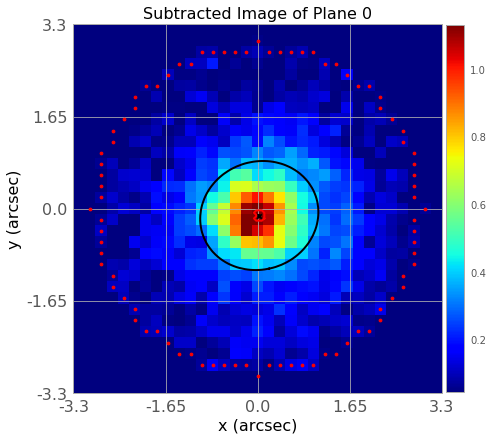 Subtracted Image of Plane 0
3.3
1.65
0.0
-1.65
-3.3
y (arcsec)
-3.3 -1.65 0.0 1.65 3.3
x (arcsec)
1.0
0.8
0.6
0.4
0.2